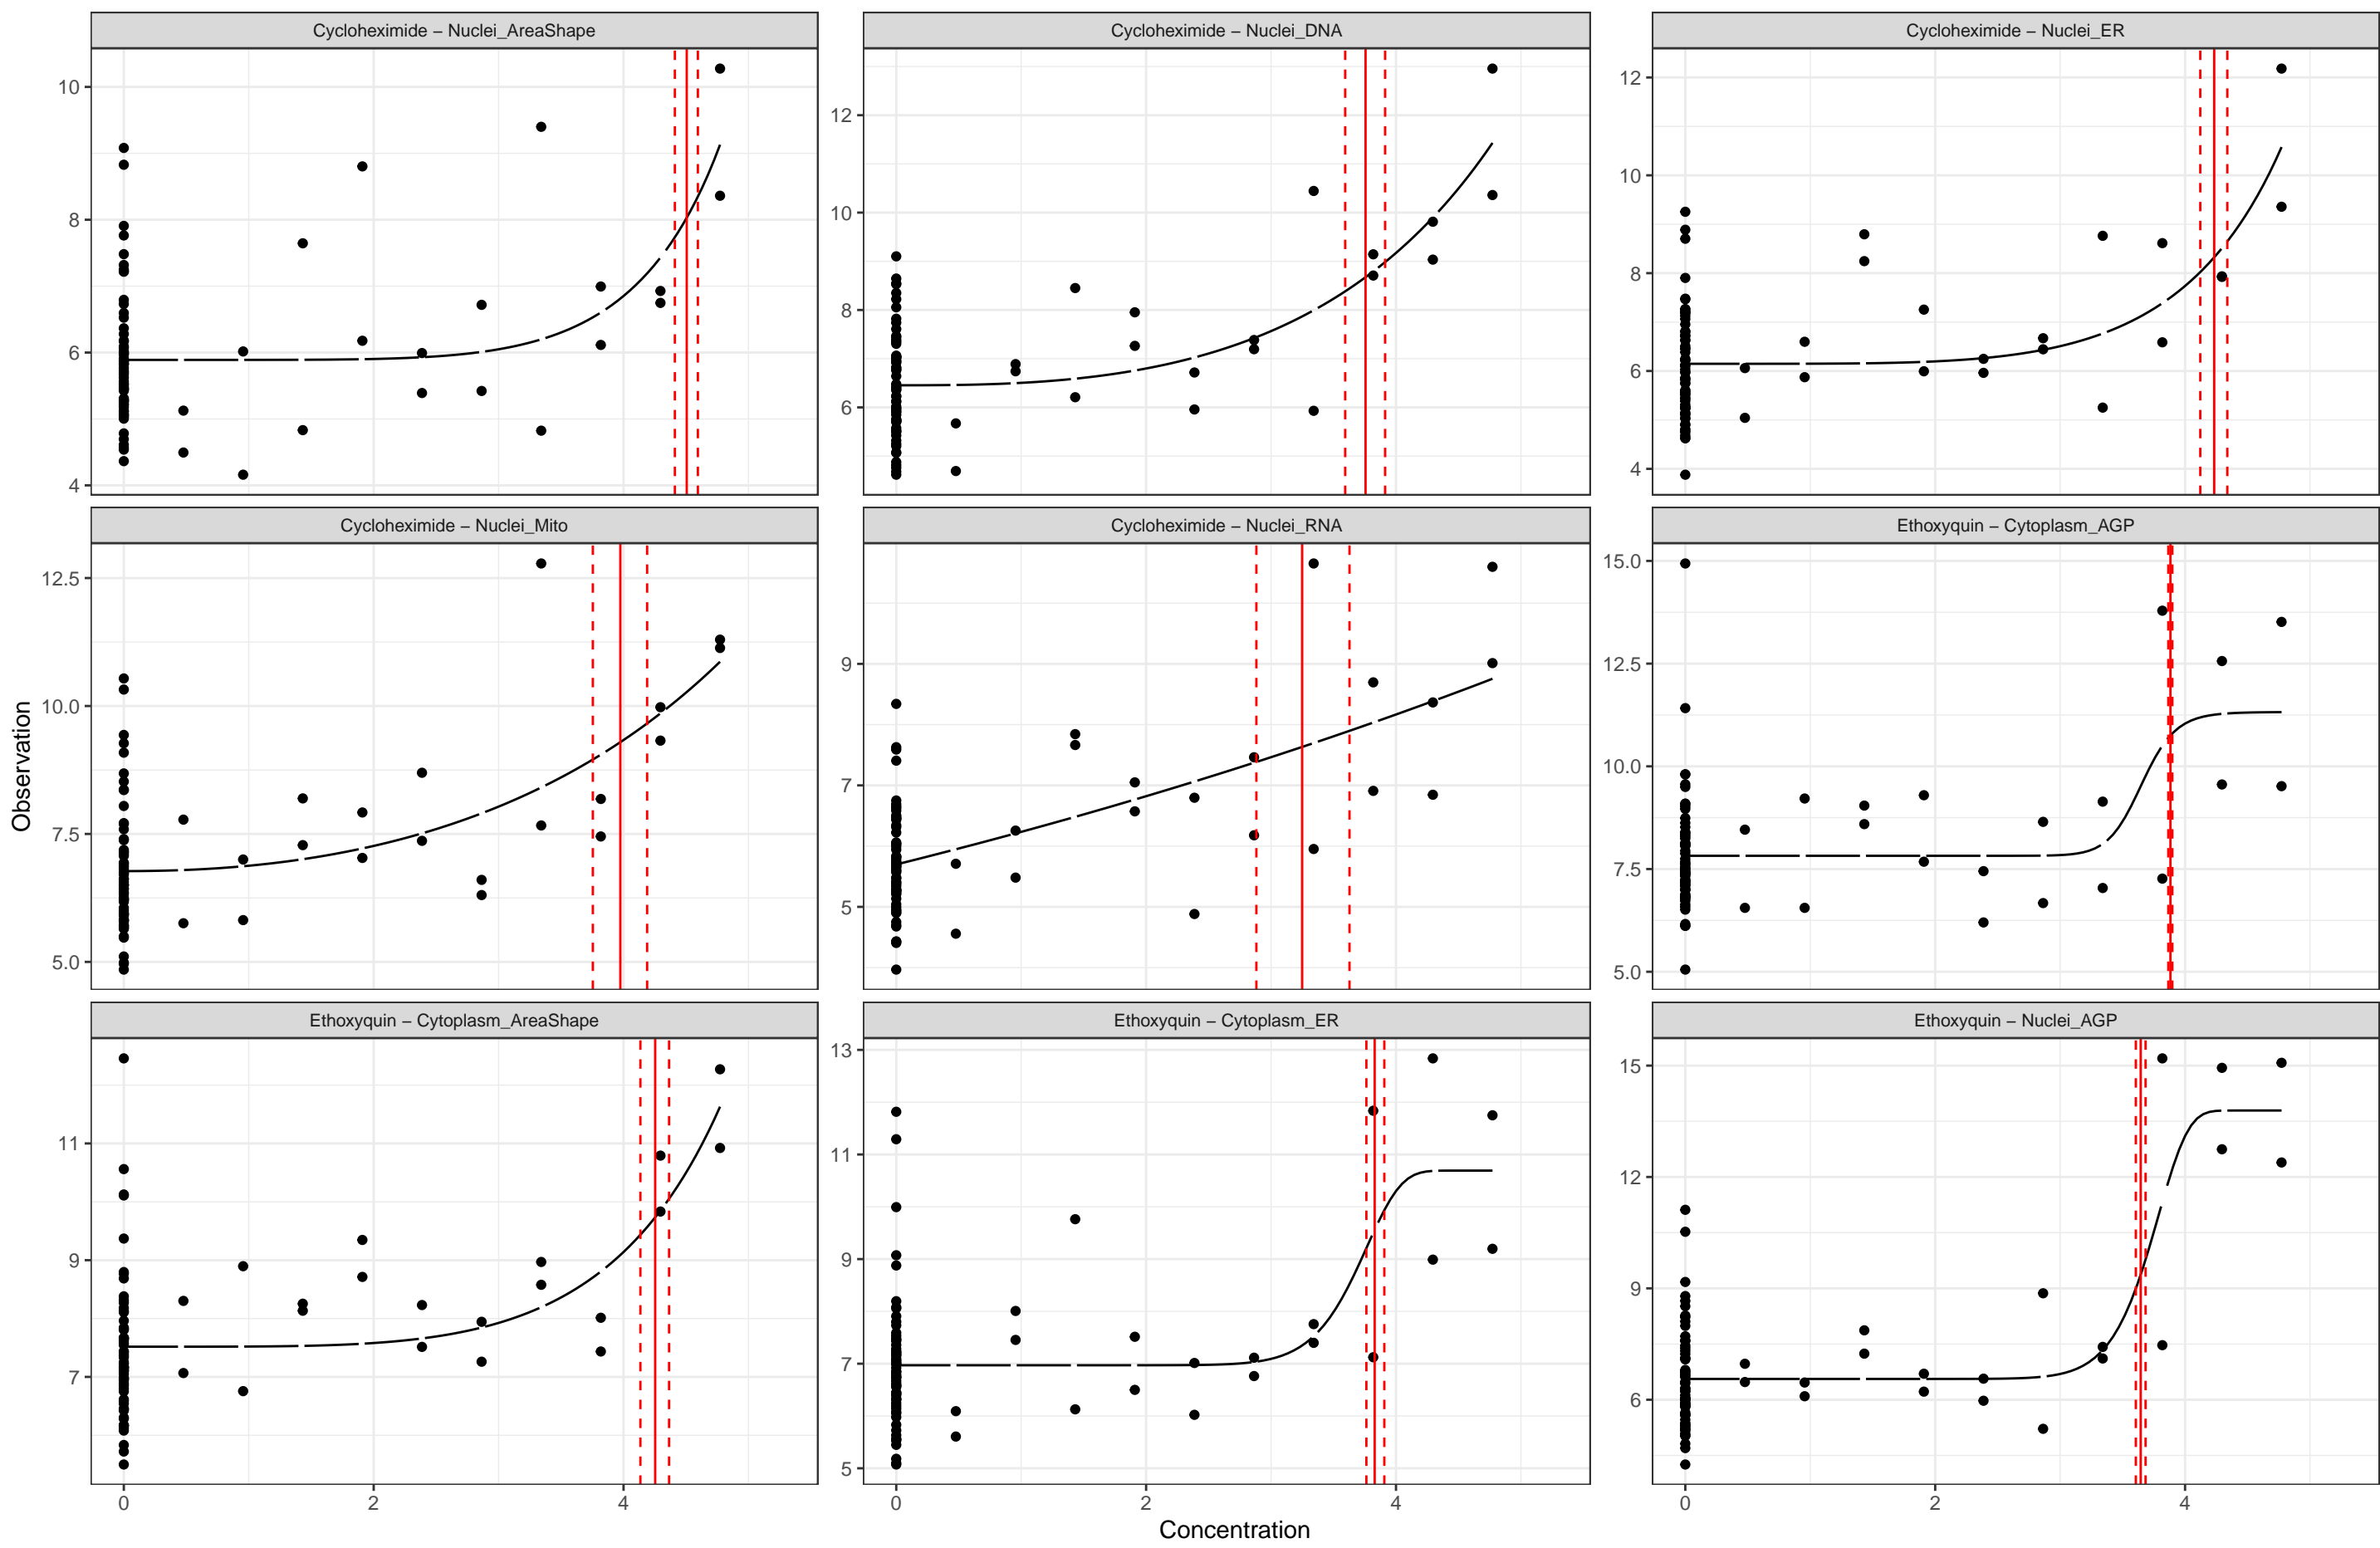 Cycloheximide − Nuclei_AreaShape
Cycloheximide − Nuclei_DNA
Cycloheximide − Nuclei_ER
10
8
6
4
12
10
8
6
12
10
8
6
4
Cycloheximide − Nuclei_Mito
Cycloheximide − Nuclei_RNA
Ethoxyquin − Cytoplasm_AGP
12.5
10.0
7.5
5.0
9
7
5
15.0
12.5
10.0
7.5
5.0
Ethoxyquin − Cytoplasm_AreaShape
Ethoxyquin − Cytoplasm_ER
Ethoxyquin − Nuclei_AGP
11
9
7
13
11
9
7
5
15
12
9
6
0 2 4
0 2 4
0 2 4
Concentration
Observation